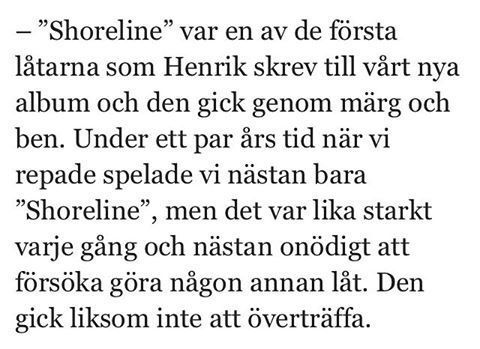 – ”Shoreline” var en av de första
låtarna som Henrik skrev till vårt nya
album och den gick genom märg och
ben. Under ett par års tid när vi
repade spelade vi nästan bara
”Shoreline”, men det var lika starkt
varje gång och nästan onödigt att
försöka göra någon annan låt. Den
gick liksom inte att överträffa.